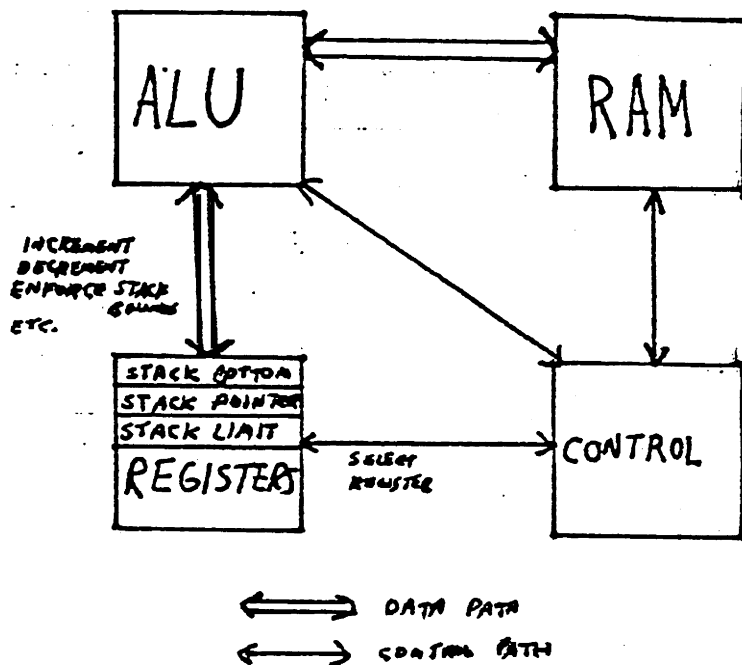 ALU
RAM
INCREMENT
DECREMENT
ENFORCE STACK
BOUNDS
ETC.
STACK BOTTOM
STACK POINTER
STACK LIMIT
REGISTERS
SELECT
REGISTER
CONTROL
DATA PATH
CONTROL PATH